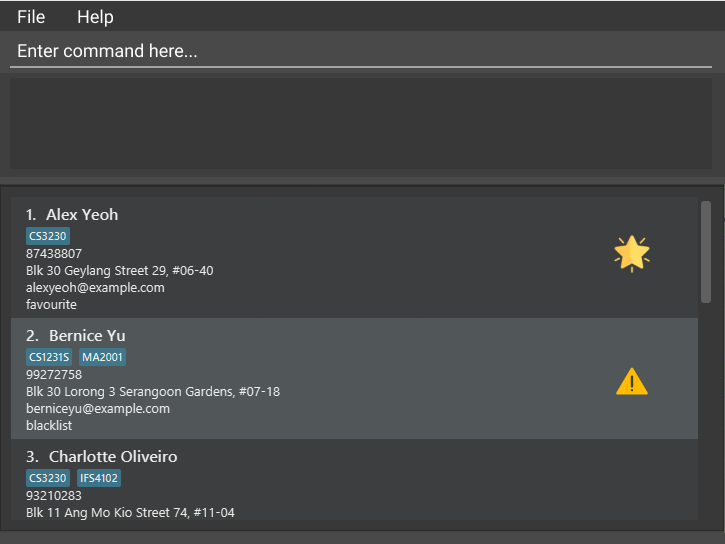 File Help
Enter command here...
1. Alex Yeoh
CS3230
87438807
Blk 30 Geylang Street 29, #06-40
alexyeoh@example.com
favourite
2. Bernice Yu
CS1231S MA2001
99272758
Blk 30 Lorong 3 Serangoon Gardens, #07-18
berniceyu@example.com
blacklist
3. Charlotte Oliveiro
CS3230 IFS4102
93210283
Blk 11 Ang Mo Kio Street 74, #11-04